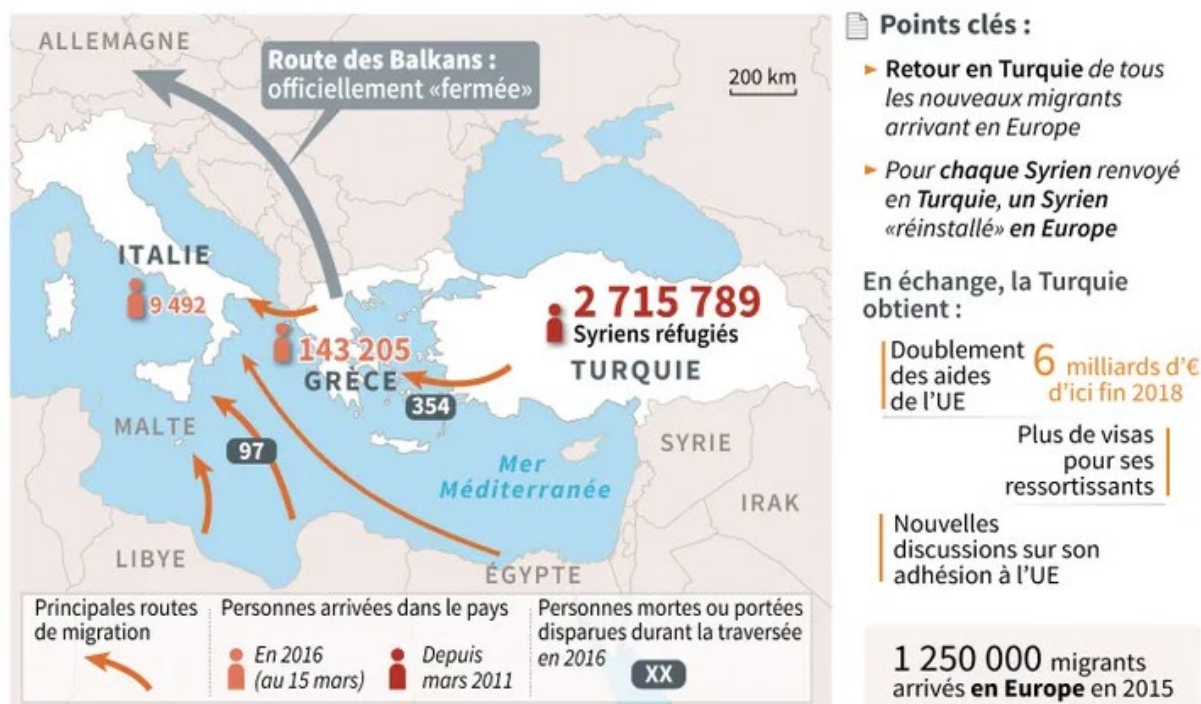 ALLEMAGNE
Route des Balkans :
officiellement «fermée»
200 km
ITALIE
9 492
143 205
GRÈCE
354
2 715 789
Syriens réfugiés
TURQUIE
MALTE
97
Mer
Méditerranée
SYRIE
IRAK
LIBYE
ÉGYPTE
Principales routes
de migration
Personnes arrivées dans le pays
En 2016
(au 15 mars)
Depuis
mars 2011
Personnes mortes ou portées
disparues durant la traversée
en 2016
XX
Points clés :
► Retour en Turquie de tous
les nouveaux migrants
arrivant en Europe
► Pour chaque Syrien renvoyé
en Turquie, un Syrien
«réinstallé» en Europe
En échange, la Turquie
obtient :
Doublement
des aides
de l'UE
6 milliards d'€
d'ici fin 2018
Plus de visas
pour ses
ressortissants
Nouvelles
discussions sur son
adhésion à l'UE
1 250 000 migrants
arrivés en Europe en 2015